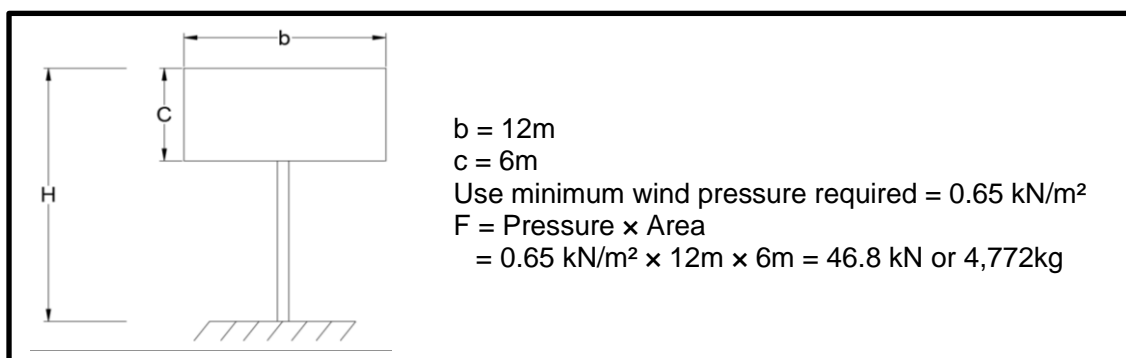 b
C
H
b = 12m
c = 6m
Use minimum wind pressure required = 0.65 kN/m²
F = Pressure × Area
= 0.65 kN/m² × 12m × 6m = 46.8 kN or 4,772kg